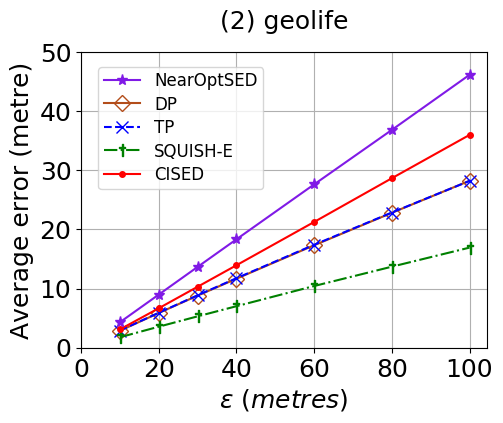 (2) geolife
Average error (metre)
50
40
30
20
10
0
NearOptSED
DP
TP
SQUISH-E
CISED
0 20 40 60 80 100
ε (metres)